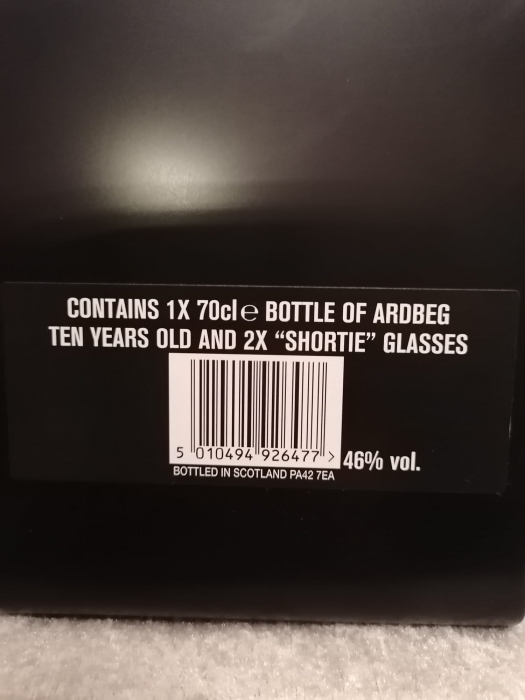 CONTAINS 1X 70cl ℮ BOTTLE OF ARDBEG
TEN YEARS OLD AND 2X “SHORTIE” GLASSES
5 010494 926477 >
46% vol.
BOTTLED IN SCOTLAND PA42 7EA